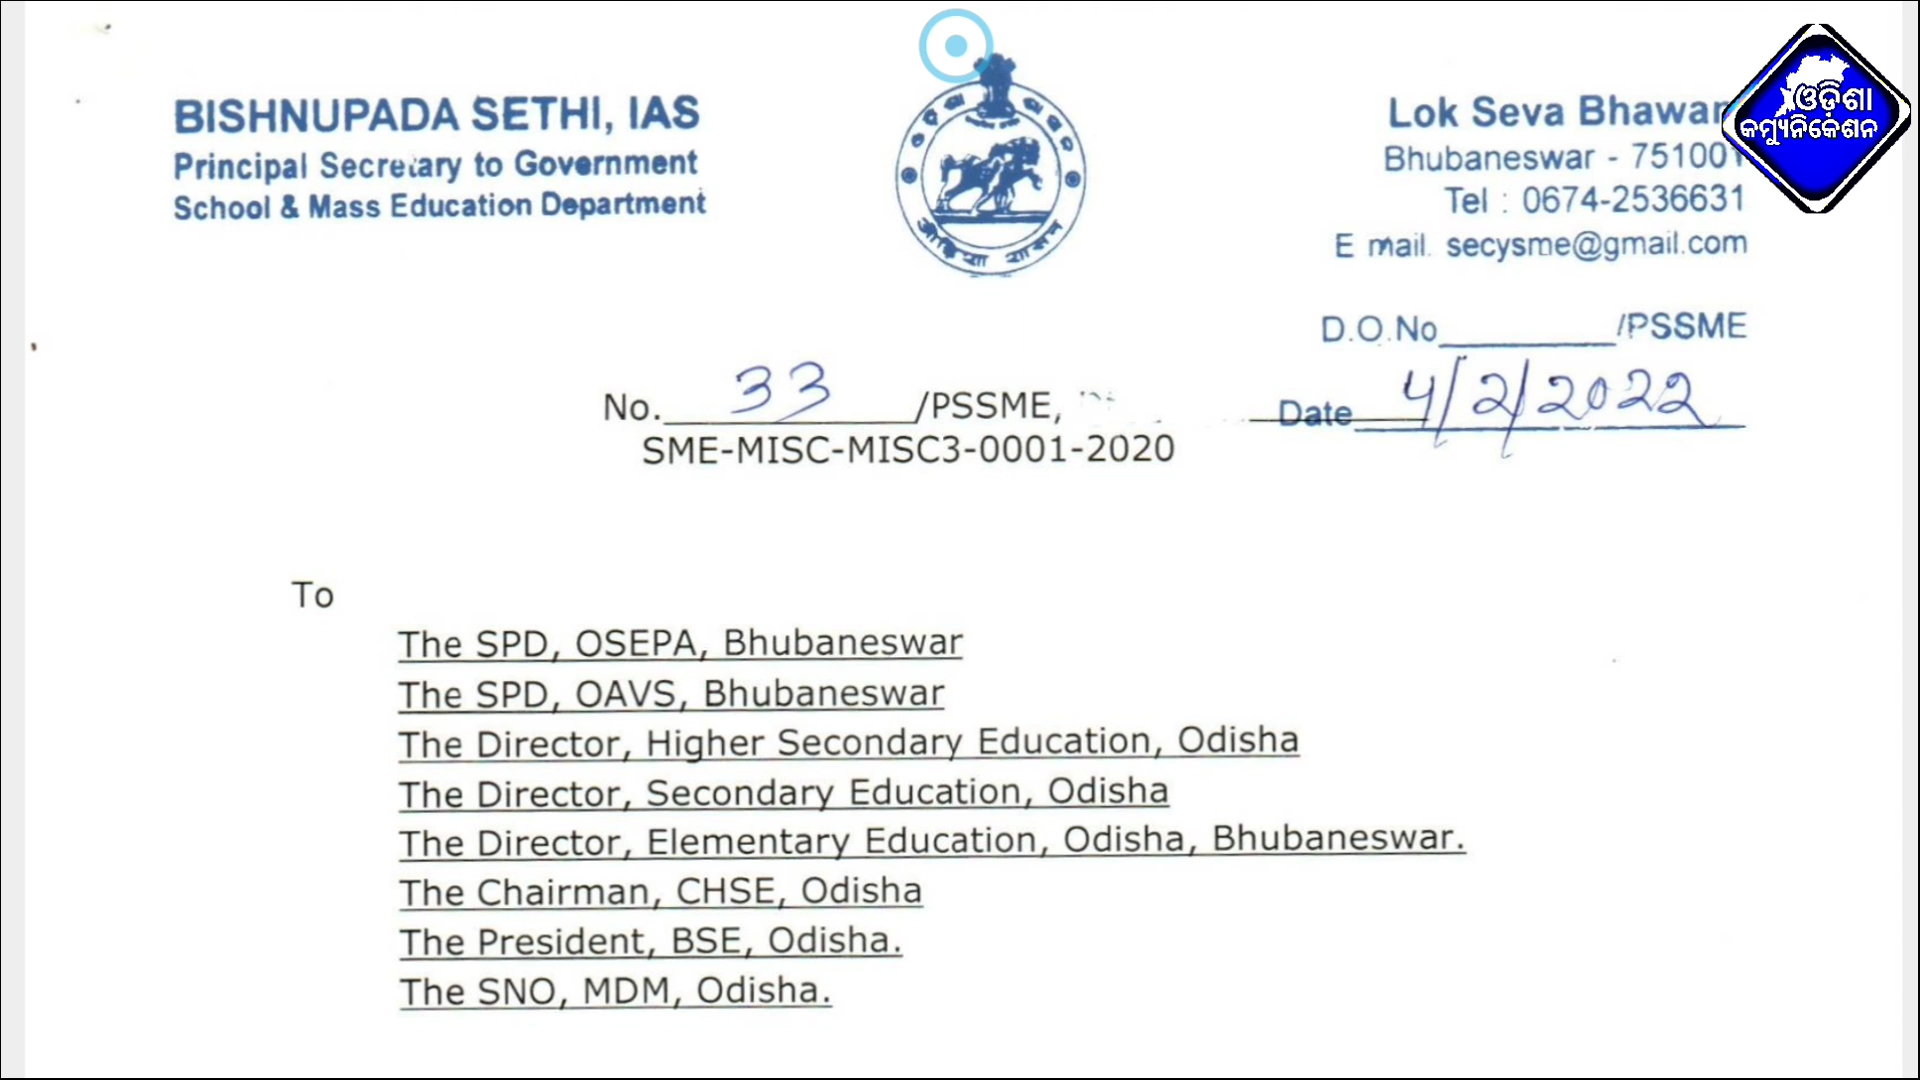 BISHNUPADA SETHI, IAS
Principal Secretary to Government
School & Mass Education Department
ओड़िसा शासन
Lok Seva Bhawan
Bhubaneswar - 751001
Tel : 0674-2536631
E mail. secysme@gmail.com
ଓଡ଼ିଶା
କମ୍ୟୁନିକେଶନ
D.O.No__________/PSSME
No. 33 /PSSME,
Date 4/2/2022
SME-MISC-MISC3-0001-2020
To
The SPD, OSEPA, Bhubaneswar
The SPD, OAVS, Bhubaneswar
The Director, Higher Secondary Education, Odisha
The Director, Secondary Education, Odisha
The Director, Elementary Education, Odisha, Bhubaneswar.
The Chairman, CHSE, Odisha
The President, BSE, Odisha.
The SNO, MDM, Odisha.